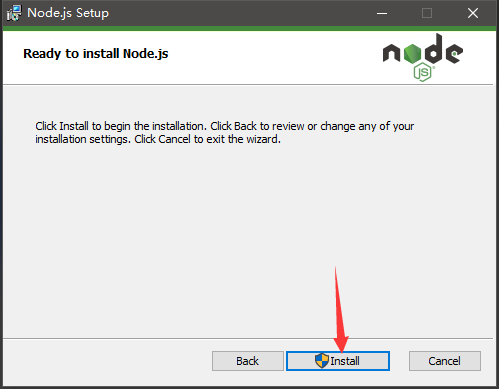 Node.js Setup
Ready to install Node.js
node
JS
Click Install to begin the installation. Click Back to review or change any of your
installation settings. Click Cancel to exit the wizard.
Back
Install
Cancel